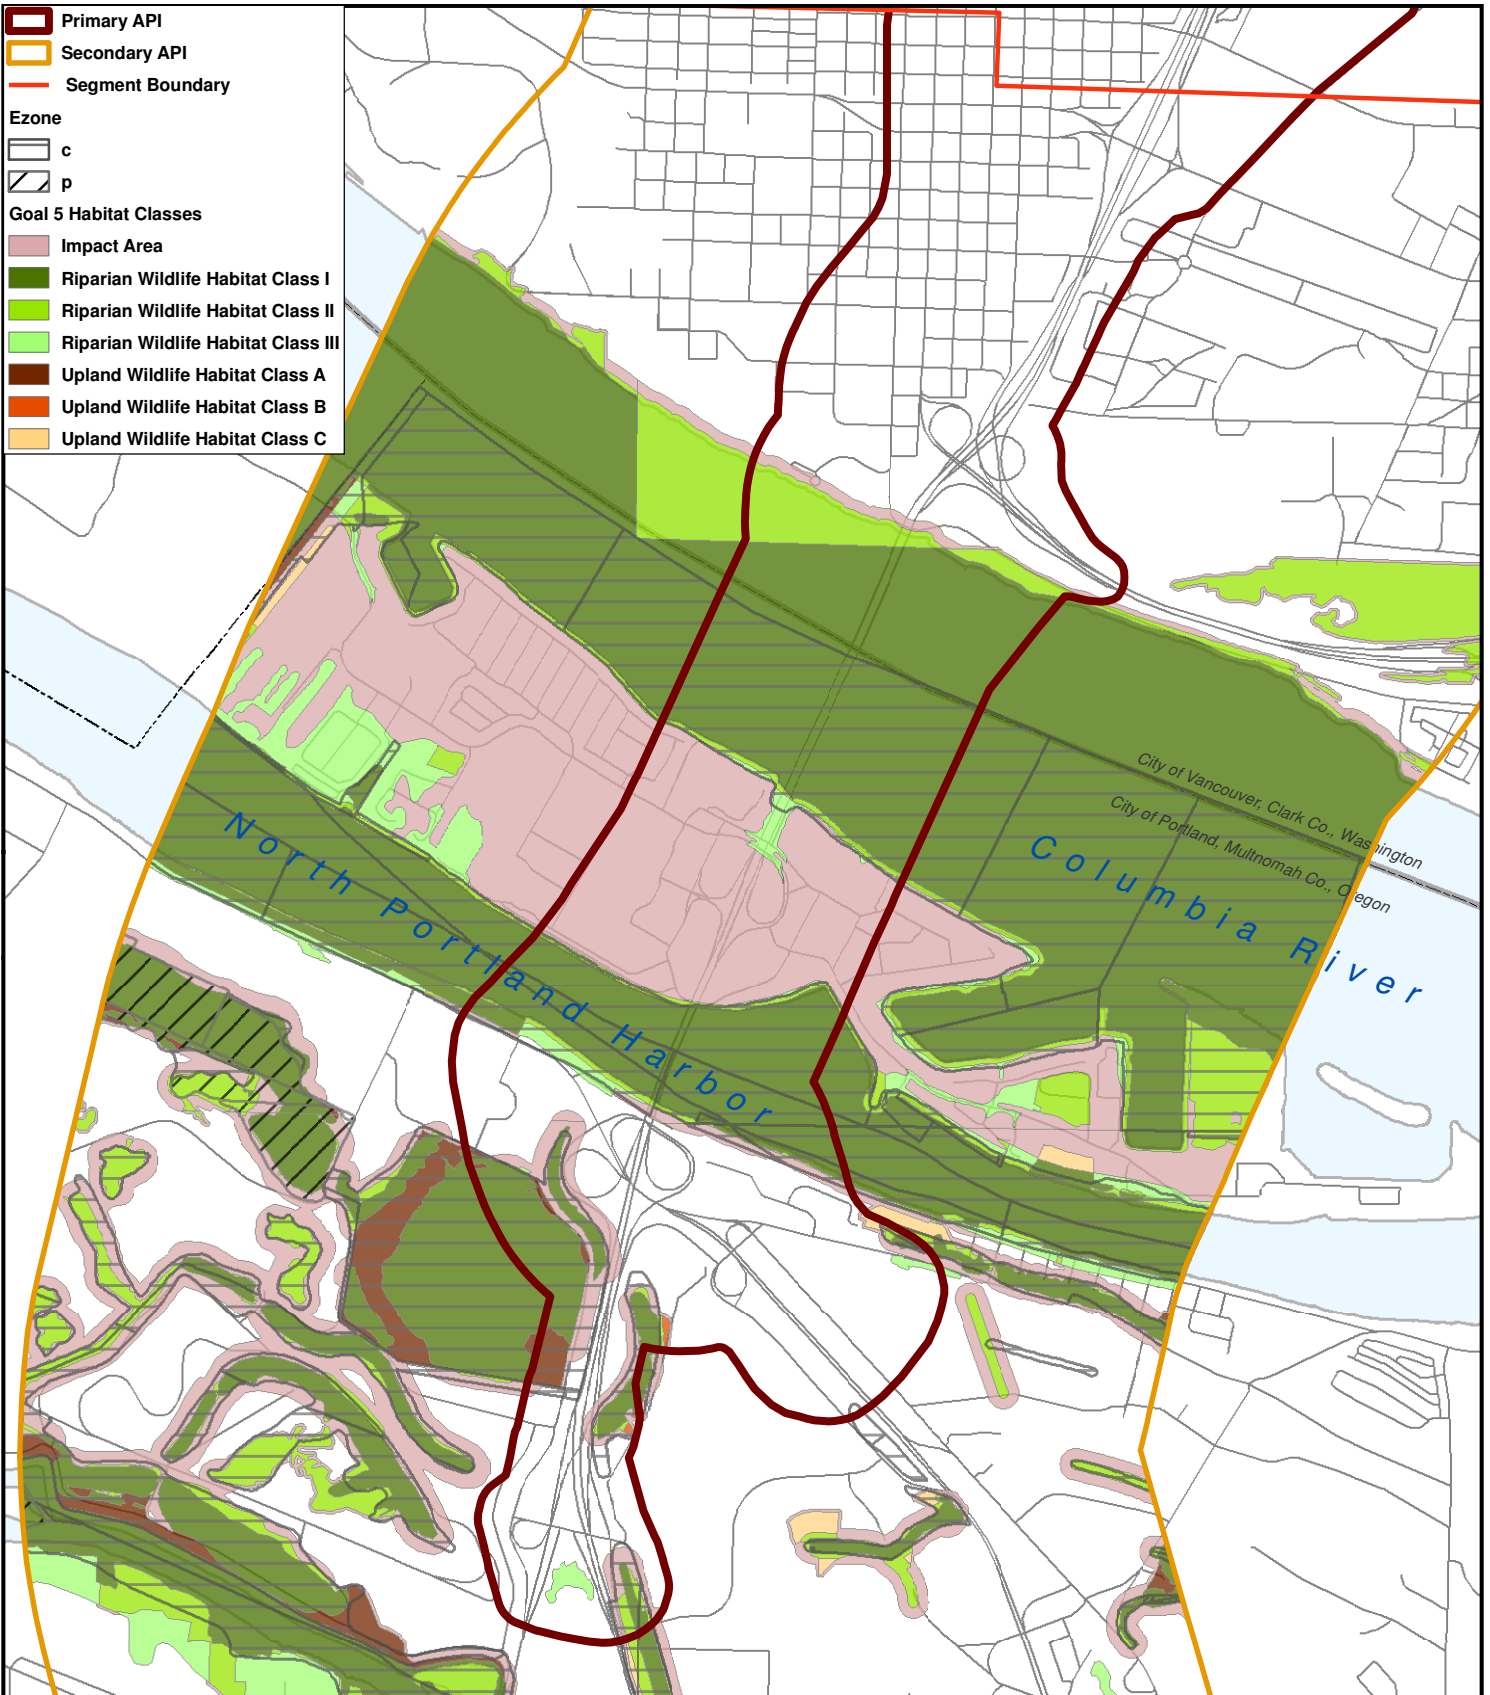 Primary API
Secondary API
Segment Boundary
Ezone
c
p
Goal 5 Habitat Classes
Impact Area
Riparian Wildlife Habitat Class I
Riparian Wildlife Habitat Class II
Riparian Wildlife Habitat Class III
Upland Wildlife Habitat Class A
Upland Wildlife Habitat Class B
Upland Wildlife Habitat Class C
City of Vancouver, Clark Co., Washington
City of Portland, Multnomah Co., Oregon
Columbia River
North Portland Harbor